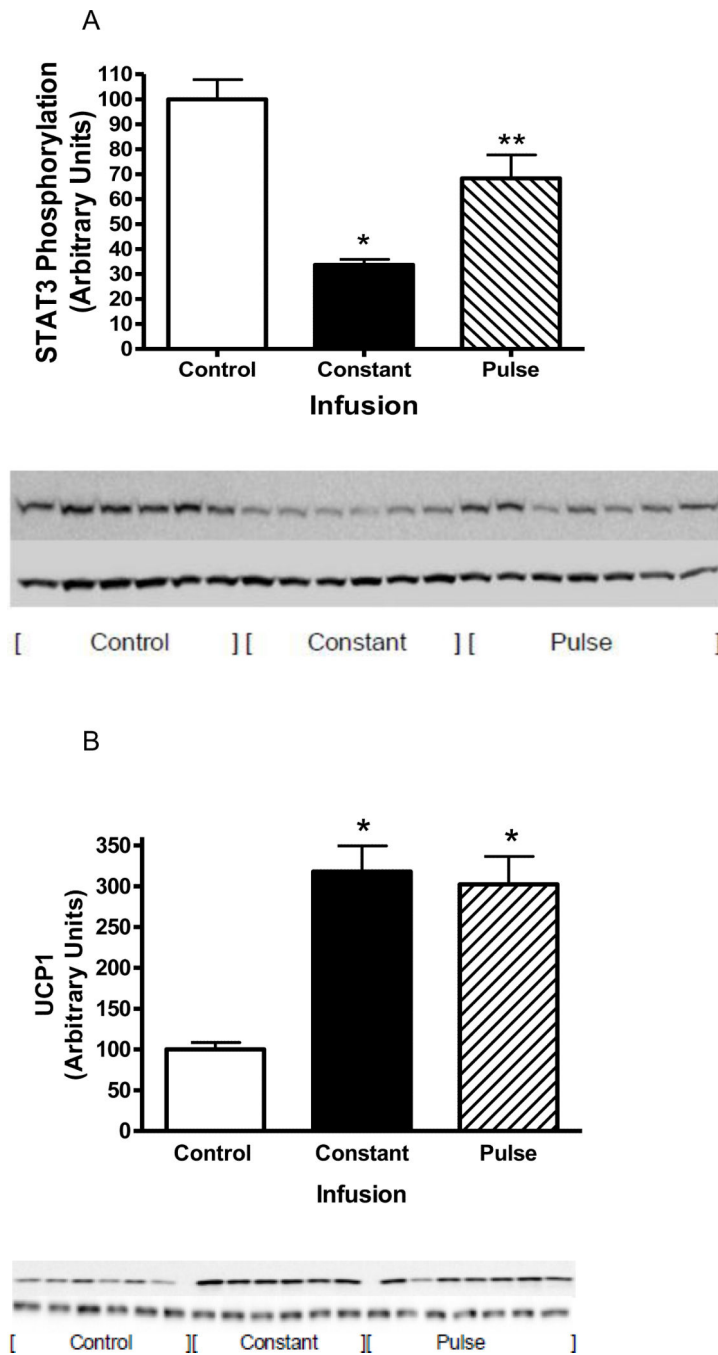 A
STAT3 Phosphorylation
(Arbitrary Units)
110
100
90
80
70
60
50
40
30
20
10
0
*
**
Control Constant Pulse
Infusion
[ Control ] [ Constant ] [ Pulse ]
B
UCP1
(Arbitrary Units)
350
300
250
200
150
100
50
0
*
*
Control Constant Pulse
Infusion
[ Control ][ Constant ][ Pulse ]